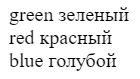 green зеленый
red красный
blue голубой